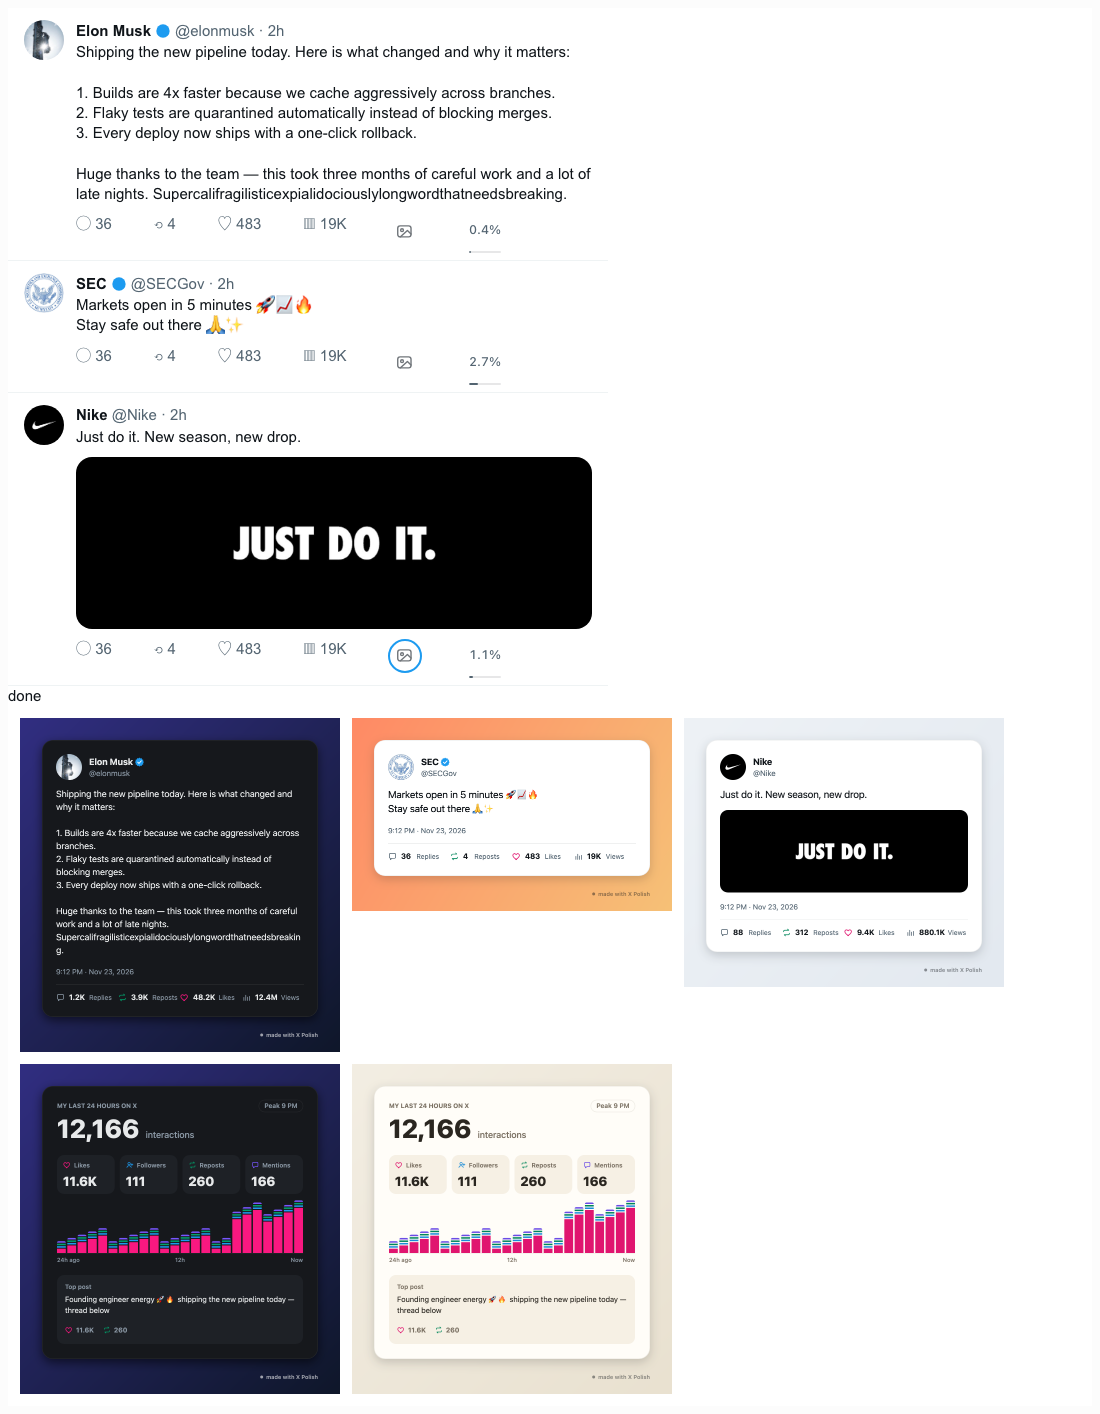 Elon Musk @elonmusk · 2h
Shipping the new pipeline today. Here is what changed and why it matters:
1. Builds are 4x faster because we cache aggressively across branches.
2. Flaky tests are quarantined automatically instead of blocking merges.
3. Every deploy now ships with a one-click rollback.
Huge thanks to the team — this took three months of careful work and a lot of
late nights. Supercalifragilisticexpialidociouslylongwordthatneedsbreaking.
36 4 483 19K 0.4%
SEC @SECGov · 2h
Markets open in 5 minutes 🚀📈🔥
Stay safe out there 🙏✨
36 4 483 19K 2.7%
Nike @Nike · 2h
Just do it. New season, new drop.
JUST DO IT.
36 4 483 19K 1.1%
done
Elon Musk
@elonmusk
Shipping the new pipeline today. Here is what changed and
why it matters:
1. Builds are 4x faster because we cache aggressively across
branches.
2. Flaky tests are quarantined automatically instead of
blocking merges.
3. Every deploy now ships with a one-click rollback.
Huge thanks to the team — this took three months of careful
work and a lot of late nights.
Supercalifragilisticexpialidociouslylongwordthatneedsbreakin
g.
9:12 PM · Nov 23, 2026
1.2K Replies 3.9K Reposts 48.2K Likes 12.4M Views
made with X Polish
SEC
@SECGov
Markets open in 5 minutes 🚀📈🔥
Stay safe out there 🙏✨
9:12 PM · Nov 23, 2026
36 Replies 4 Reposts 483 Likes 19K Views
made with X Polish
Nike
@Nike
Just do it. New season, new drop.
JUST DO IT.
9:12 PM · Nov 23, 2026
88 Replies 312 Reposts 9.4K Likes 880.1K Views
made with X Polish
MY LAST 24 HOURS ON X Peak 9 PM
12,166 interactions
Likes Followers Reposts Mentions
11.6K 111 260 166
24h ago 12h Now
Top post
Founding engineer energy 🚀 🔥 shipping the new pipeline today —
thread below
11.6K 260
made with X Polish
MY LAST 24 HOURS ON X Peak 9 PM
12,166 interactions
Likes Followers Reposts Mentions
11.6K 111 260 166
24h ago 12h Now
Top post
Founding engineer energy 🚀 🔥 shipping the new pipeline today —
thread below
11.6K 260
made with X Polish